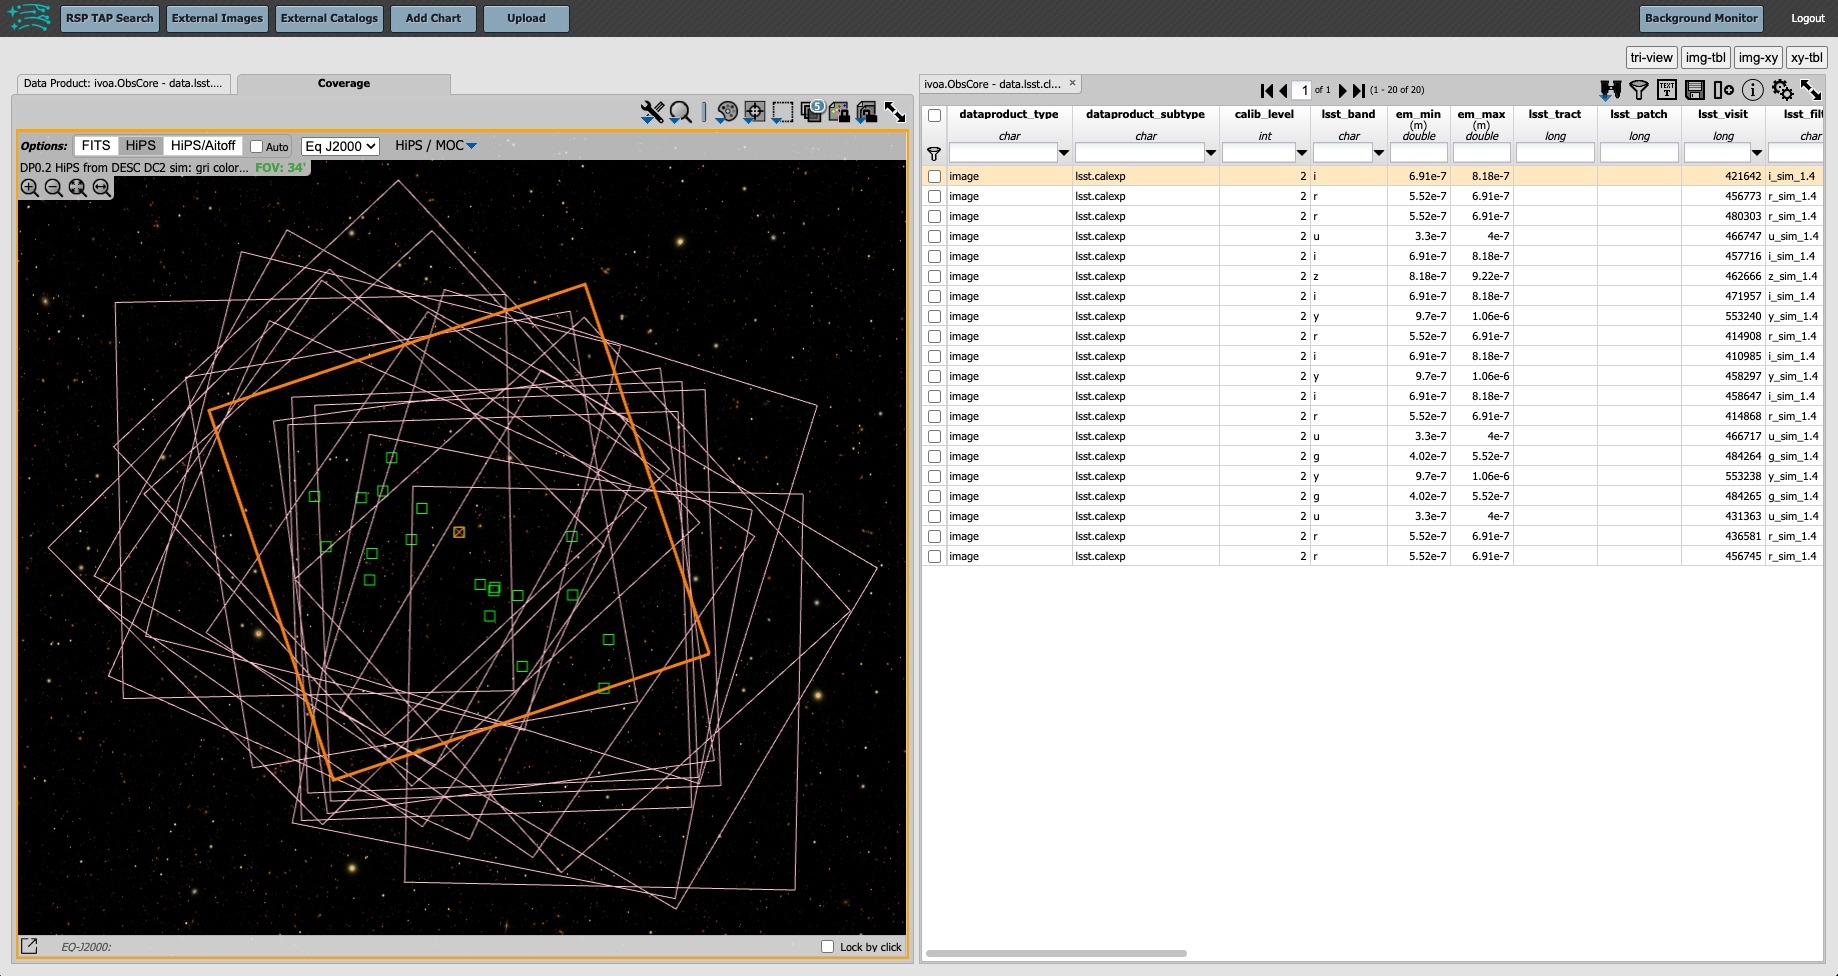 RSP TAP Search External Images External Catalogs Add Chart Upload Background Monitor Logout
tri-view img-tbl img-xy xy-tbl
Data Product: ivoa.ObsCore - data.lsst.... Coverage
5
Options: FITS HiPS HiPS/Aitoff Auto Eq J2000 HiPS / MOC
DP0.2 HiPS from DESC DC2 sim: gri color... FOV: 34'
EQ-J2000: Lock by click
ivoa.ObsCore - data.lsst.cl... × 1 of 1 (1 - 20 of 20) TEXT
dataproduct_type dataproduct_subtype calib_level lsst_band em_min em_max lsst_tract lsst_patch lsst_visit lsst_filt
(m) (m)
char char int char double double long long long char
image lsst.calexp 2 i 6.91e-7 8.18e-7 421642 i_sim_1.4
image lsst.calexp 2 r 5.52e-7 6.91e-7 456773 r_sim_1.4
image lsst.calexp 2 r 5.52e-7 6.91e-7 480303 r_sim_1.4
image lsst.calexp 2 u 3.3e-7 4e-7 466747 u_sim_1.4
image lsst.calexp 2 i 6.91e-7 8.18e-7 457716 i_sim_1.4
image lsst.calexp 2 z 8.18e-7 9.22e-7 462666 z_sim_1.4
image lsst.calexp 2 i 6.91e-7 8.18e-7 471957 i_sim_1.4
image lsst.calexp 2 y 9.7e-7 1.06e-6 553240 y_sim_1.4
image lsst.calexp 2 r 5.52e-7 6.91e-7 414908 r_sim_1.4
image lsst.calexp 2 i 6.91e-7 8.18e-7 410985 i_sim_1.4
image lsst.calexp 2 y 9.7e-7 1.06e-6 458297 y_sim_1.4
image lsst.calexp 2 i 6.91e-7 8.18e-7 458647 i_sim_1.4
image lsst.calexp 2 r 5.52e-7 6.91e-7 414868 r_sim_1.4
image lsst.calexp 2 u 3.3e-7 4e-7 466717 u_sim_1.4
image lsst.calexp 2 g 4.02e-7 5.52e-7 484264 g_sim_1.4
image lsst.calexp 2 y 9.7e-7 1.06e-6 553238 y_sim_1.4
image lsst.calexp 2 g 4.02e-7 5.52e-7 484265 g_sim_1.4
image lsst.calexp 2 u 3.3e-7 4e-7 431363 u_sim_1.4
image lsst.calexp 2 r 5.52e-7 6.91e-7 436581 r_sim_1.4
image lsst.calexp 2 r 5.52e-7 6.91e-7 456745 r_sim_1.4